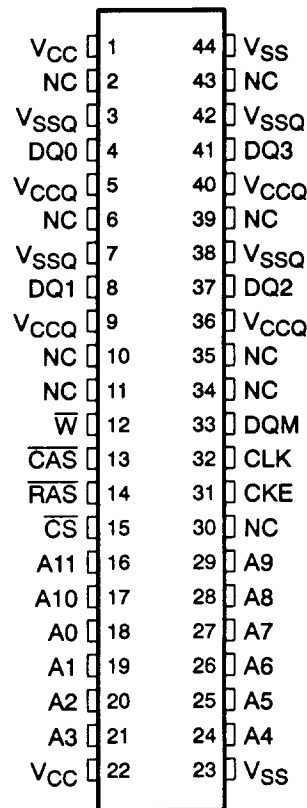 VCC 1 44 VSS
NC 2 43 NC
VSSQ 3 42 VSSQ
DQ0 4 41 DQ3
VCCQ 5 40 VCCQ
NC 6 39 NC
VSSQ 7 38 VSSQ
DQ1 8 37 DQ2
VCCQ 9 36 VCCQ
NC 10 35 NC
NC 11 34 NC
W̅ 12 33 DQM
C̅A̅S̅ 13 32 CLK
R̅A̅S̅ 14 31 CKE
C̅S̅ 15 30 NC
A11 16 29 A9
A10 17 28 A8
A0 18 27 A7
A1 19 26 A6
A2 20 25 A5
A3 21 24 A4
VCC 22 23 VSS